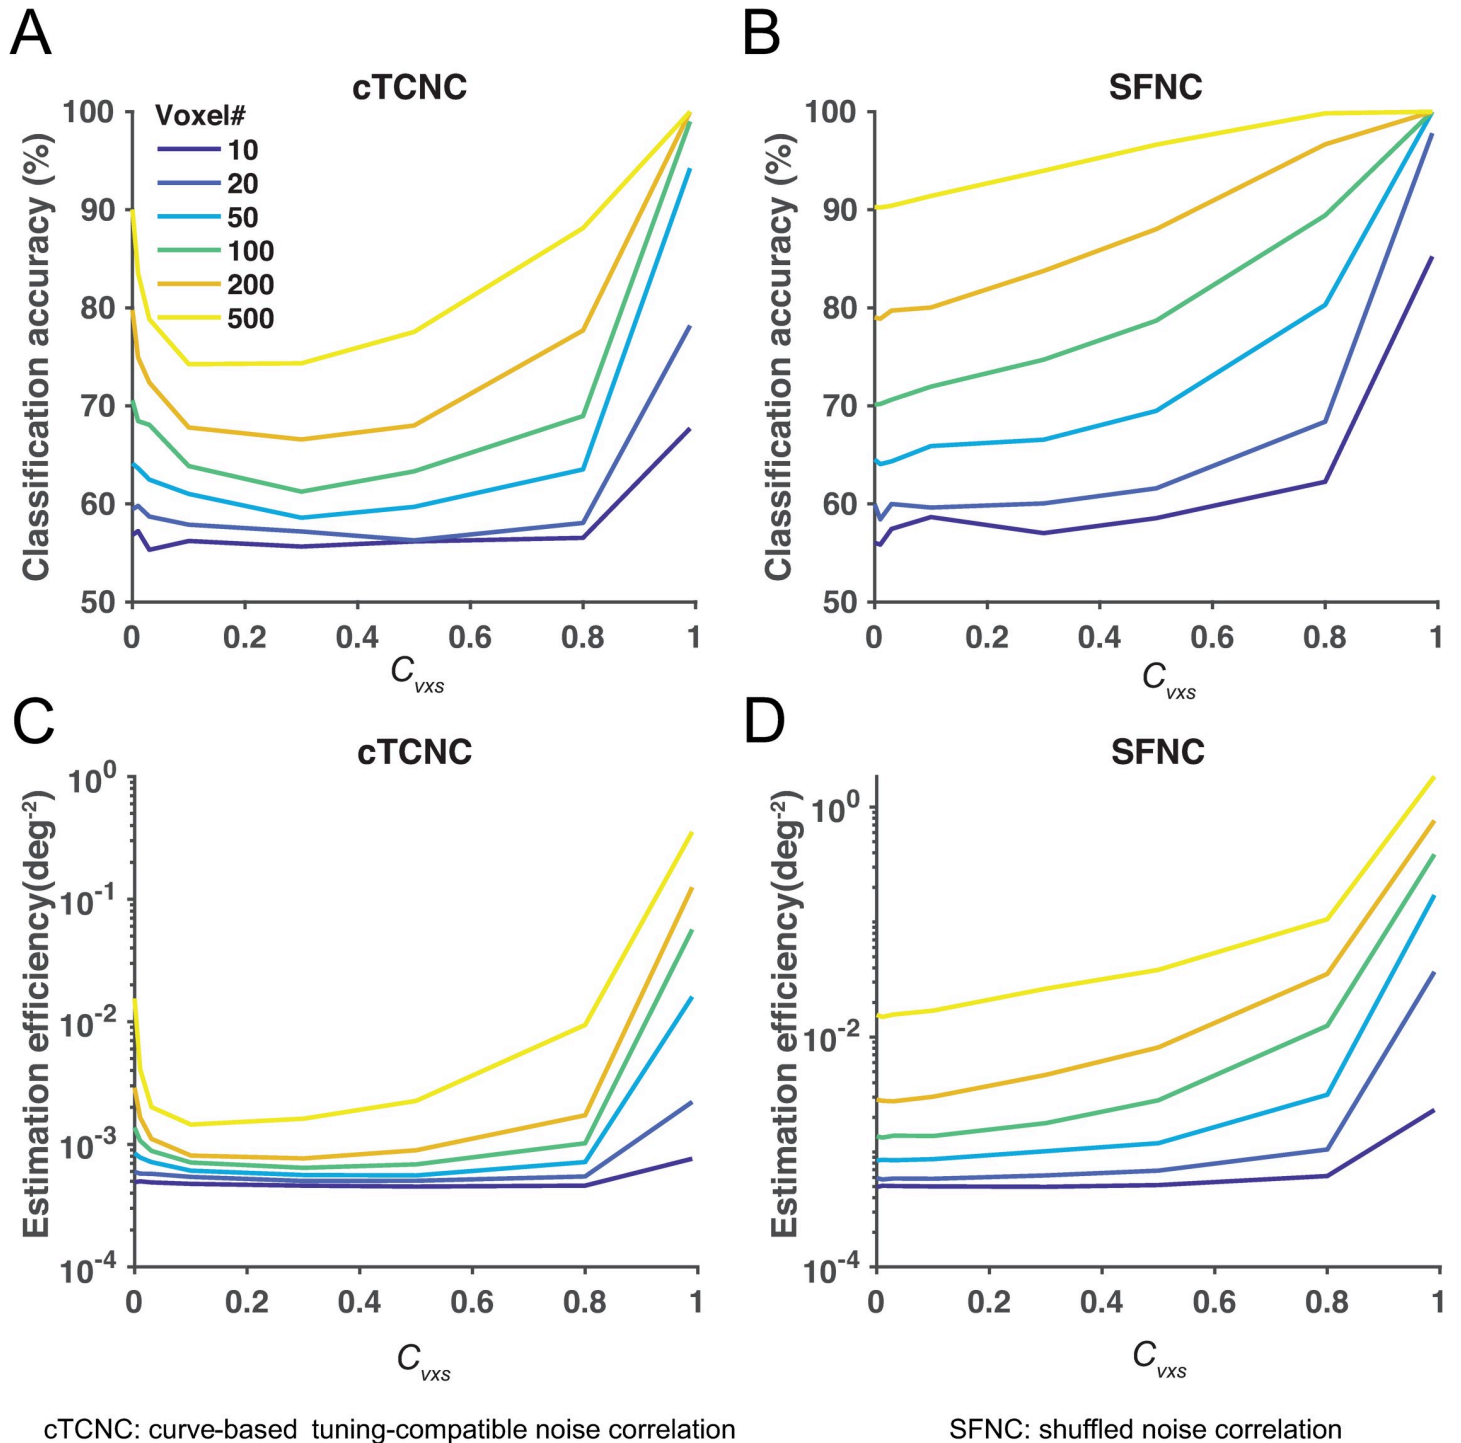 A
cTCNC
Classification accuracy (%)
100
90
80
70
60
50
Voxel#
10
20
50
100
200
500
0 0.2 0.4 0.6 0.8 1
Cvxs
B
SFNC
Classification accuracy (%)
100
90
80
70
60
50
0 0.2 0.4 0.6 0.8 1
Cvxs
C
cTCNC
Estimation efficiency(deg-2)
10^0
10^-1
10^-2
10^-3
10^-4
0 0.2 0.4 0.6 0.8 1
Cvxs
D
SFNC
Estimation efficiency(deg-2)
10^0
10^-2
10^-4
0 0.2 0.4 0.6 0.8 1
Cvxs
cTCNC: curve-based tuning-compatible noise correlation
SFNC: shuffled noise correlation